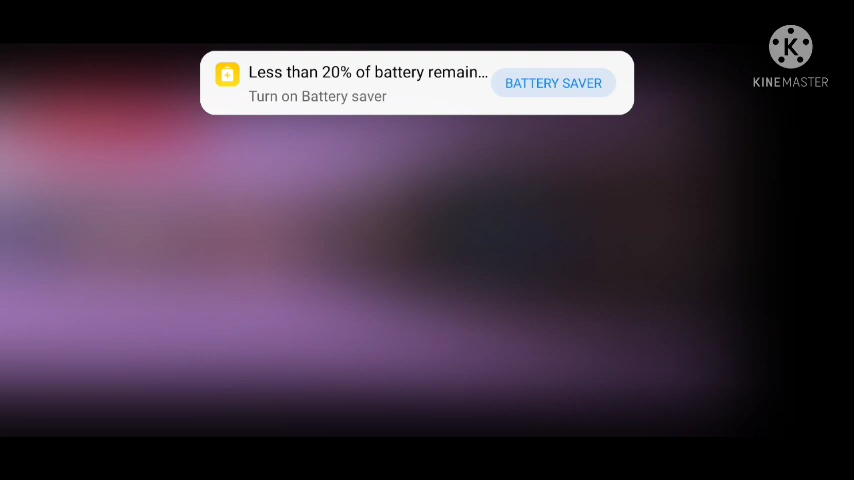 Less than 20% of battery remain...
Turn on Battery saver
BATTERY SAVER
K
KINEMASTER